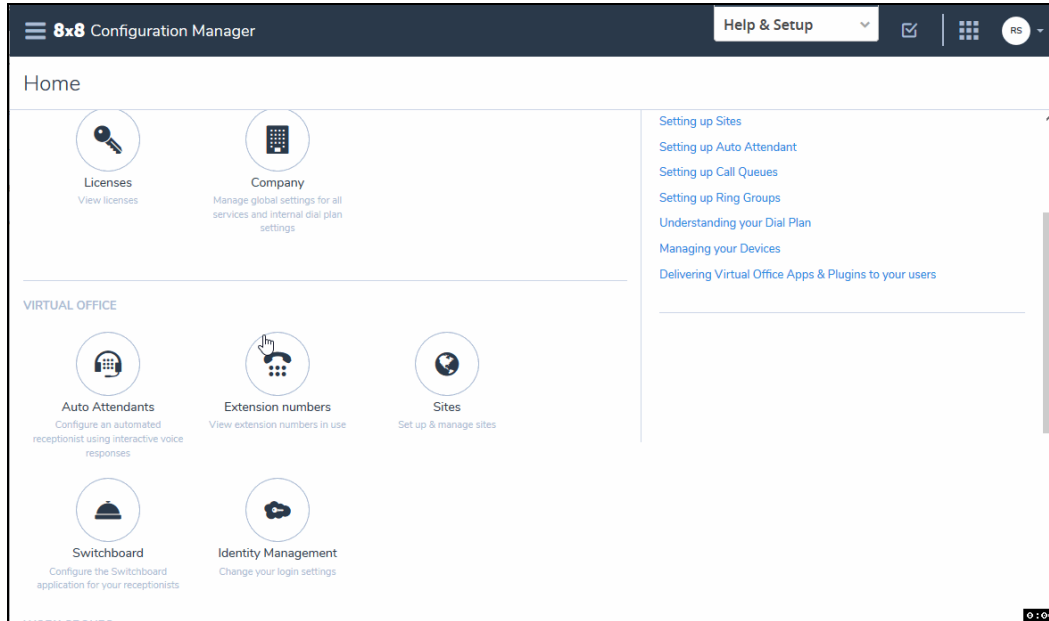 8x8 Configuration Manager
Help & Setup
RS
Home
Licenses
View licenses
Company
Manage global settings for all
services and internal dial plan
settings
Setting up Sites
Setting up Auto Attendant
Setting up Call Queues
Setting up Ring Groups
Understanding your Dial Plan
Managing your Devices
Delivering Virtual Office Apps & Plugins to your users
VIRTUAL OFFICE
Auto Attendants
Configure an automated
receptionist using interactive voice
responses
Extension numbers
View extension numbers in use
Sites
Set up & manage sites
Switchboard
Configure the Switchboard
application for your receptionists
Identity Management
Change your login settings